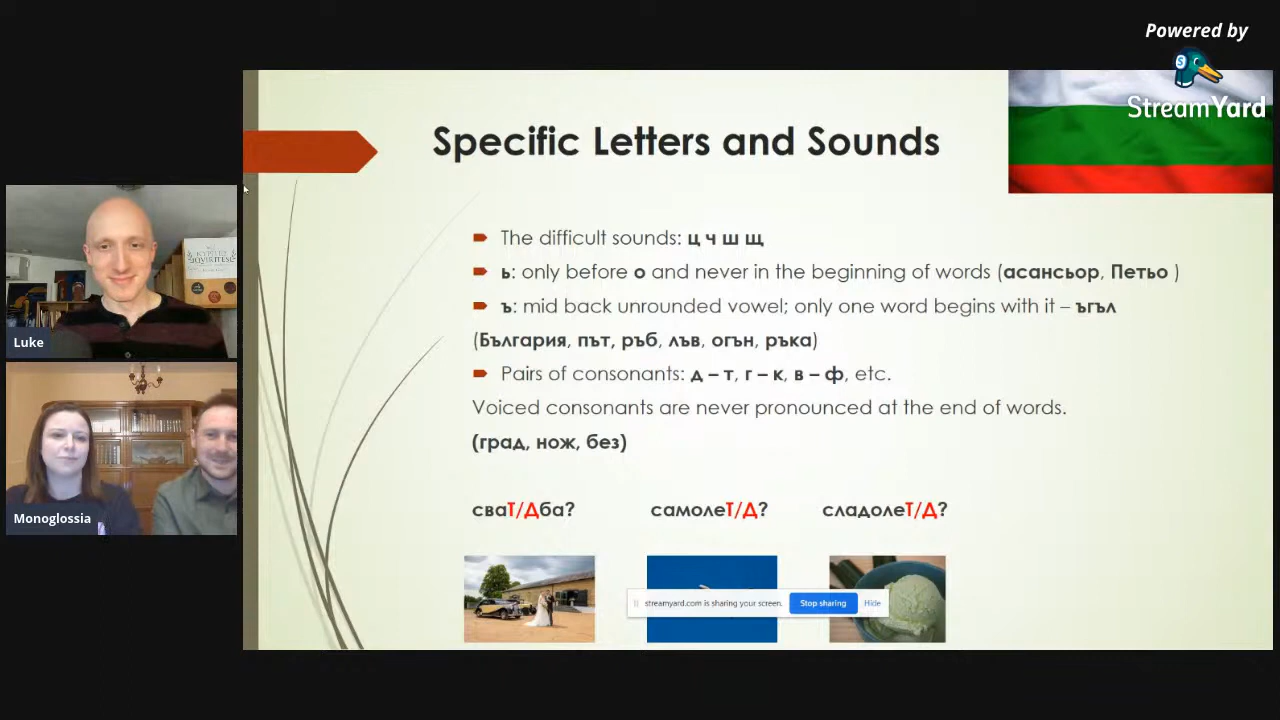 Powered by
StreamYard
Specific Letters and Sounds
The difficult sounds: ц ч ш щ
ь: only before о and never in the beginning of words (асансьор, Петьо )
ъ: mid back unrounded vowel; only one word begins with it – ъгъл
(България, път, ръб, лъв, огън, ръка)
Pairs of consonants: д – т, г – к, в – ф, etc.
Voiced consonants are never pronounced at the end of words.
(град, нож, без)
сваТ/Дба? самолеТ/Д? сладолеТ/Д?
streamyard.com is sharing your screen. Stop sharing Hide
Luke
Monoglossia